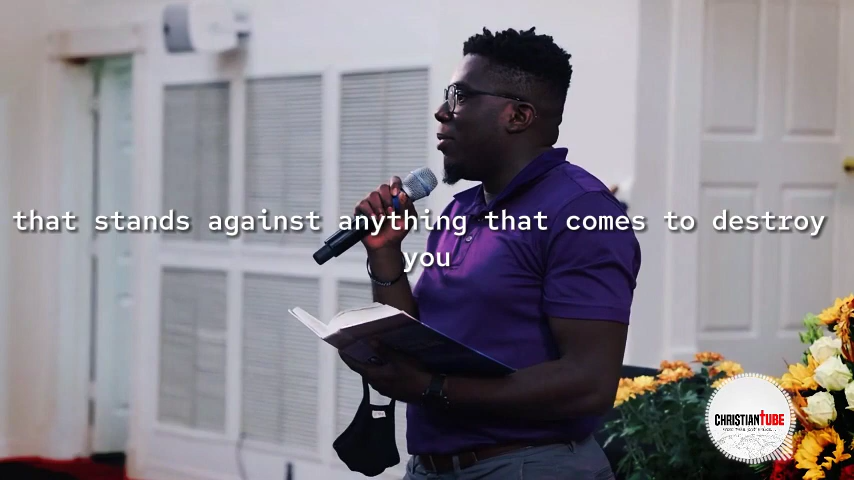 that stands against anything that comes to destroy
you
CHRISTIANTUBE